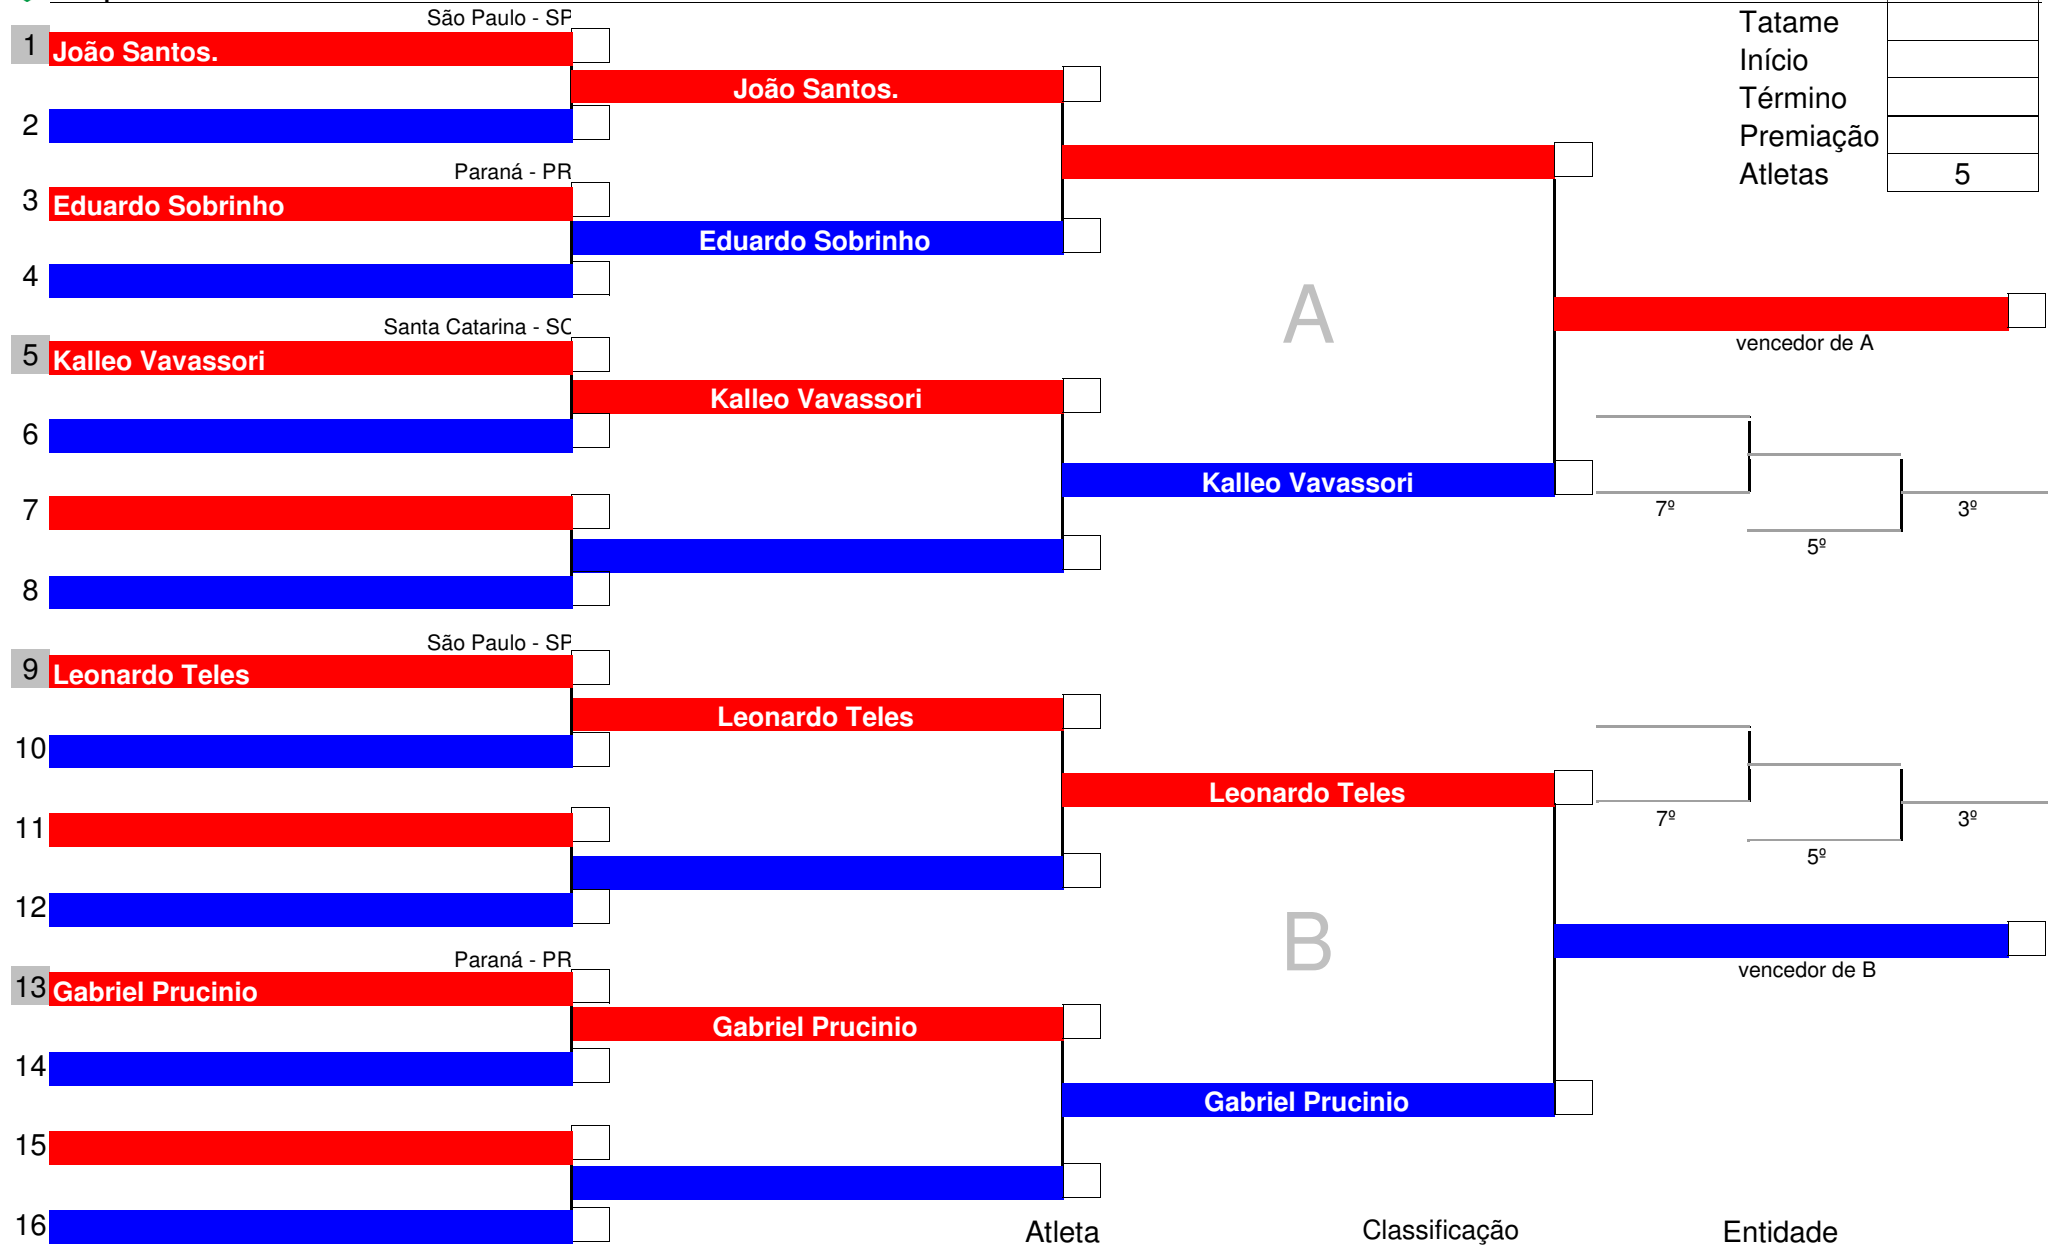 São Paulo - SP
Tatame
1 João Santos.
João Santos.
Início
Término
2
Premiação
Paraná - PR
Atletas 5
3 Eduardo Sobrinho
Eduardo Sobrinho
4
A
Santa Catarina - SC
vencedor de A
5 Kalleo Vavassori
Kalleo Vavassori
6
Kalleo Vavassori
7
7º 3º
5º
8
São Paulo - SP
9 Leonardo Teles
Leonardo Teles
10
Leonardo Teles
11
7º 3º
5º
12
B
Paraná - PR
vencedor de B
13 Gabriel Prucinio
Gabriel Prucinio
14
Gabriel Prucinio
15
16
Atleta Classificação Entidade